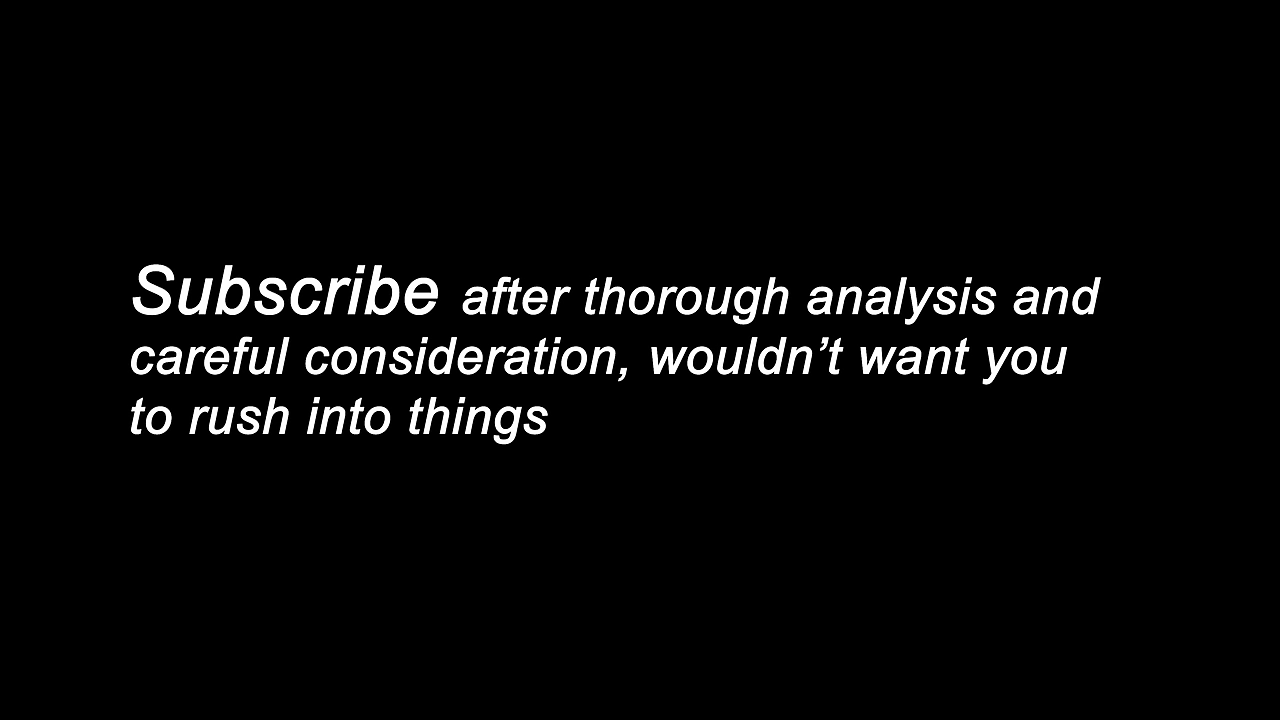 Subscribe after thorough analysis and
careful consideration, wouldn’t want you
to rush into things